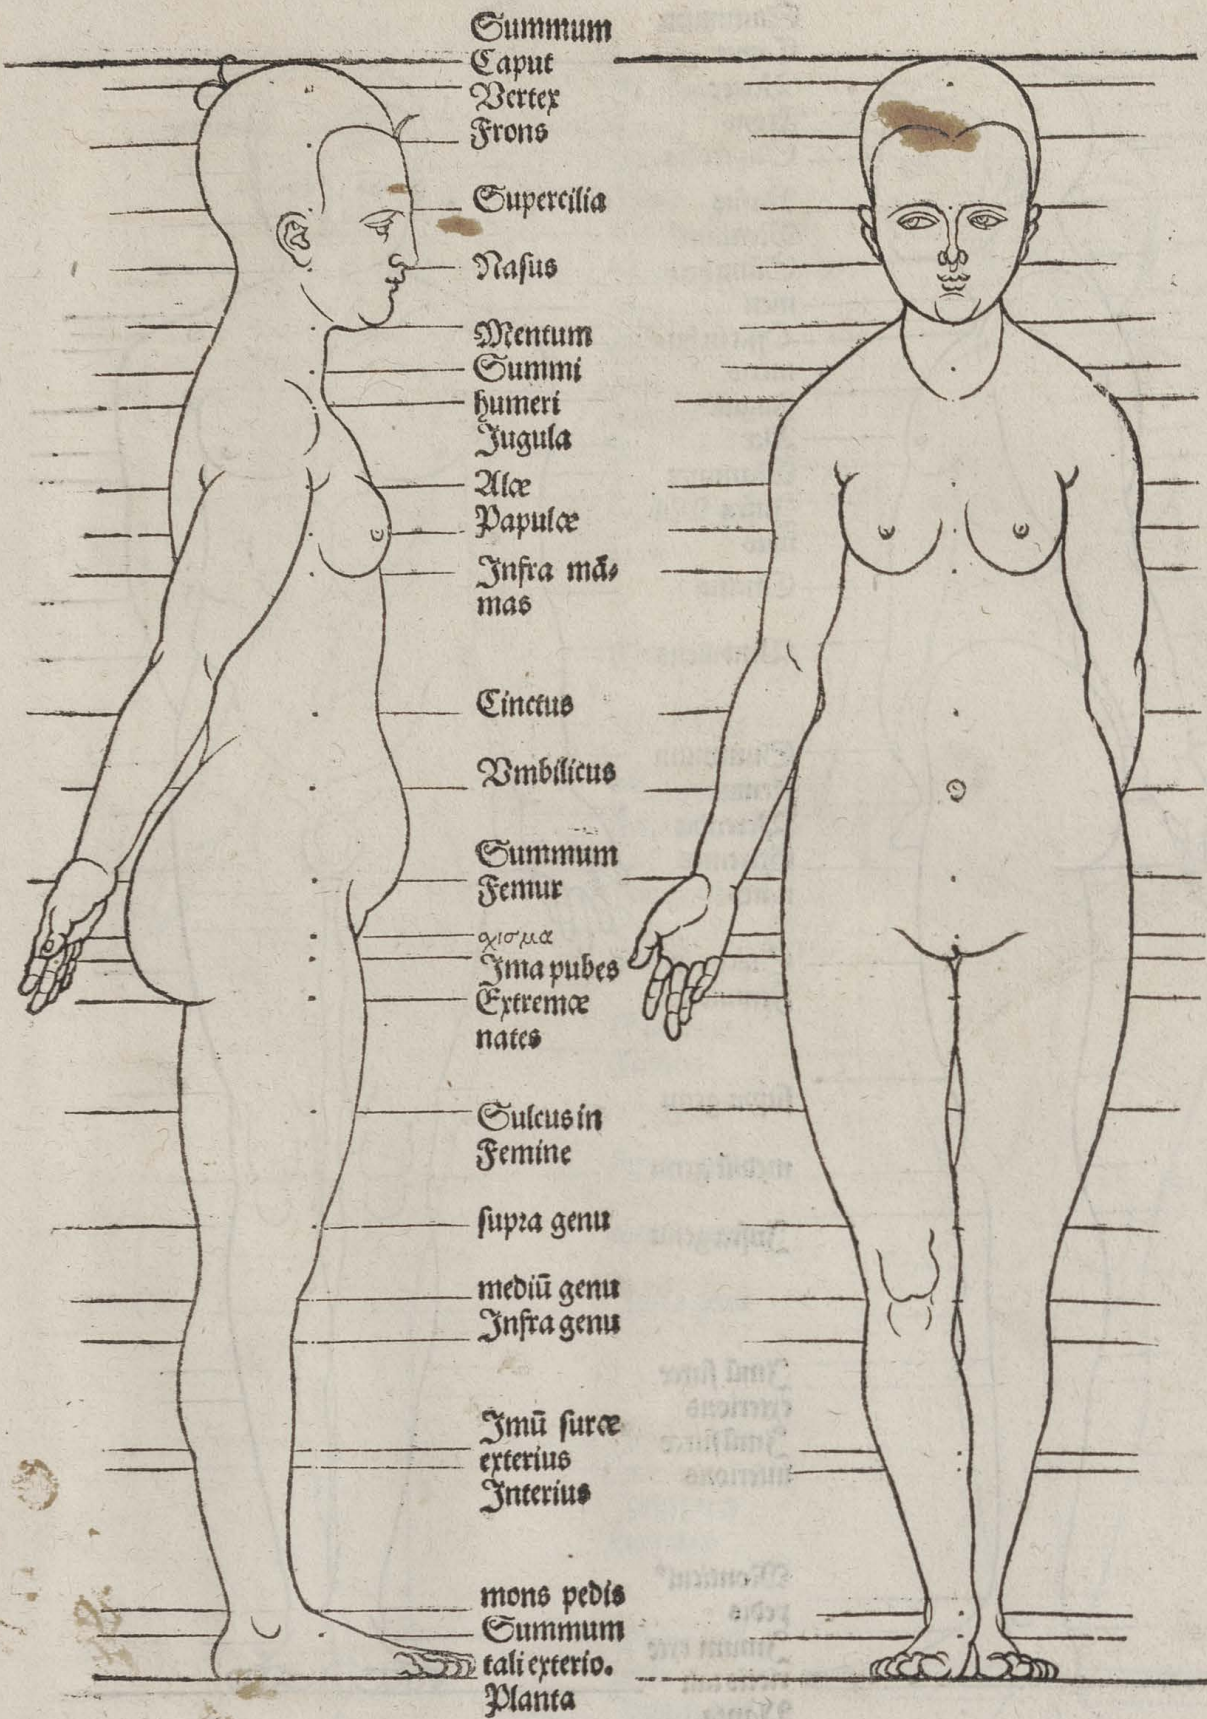 Summum
Caput
Vertex
Frons
Supercilia
Nasus
Mentum
Summi
humeri
Jugula
Alæ
Papulæ
Infra mã⸗
mas
Cinctus
Vmbilicus
Summum
Femur
χισμα
Ima pubes
Extremæ
nates
Sulcus in
Femine
supra genu
mediũ genu
Infra genu
Imũ suræ
exterius
Interius
mons pedis
Summum
tali exterio.
Planta